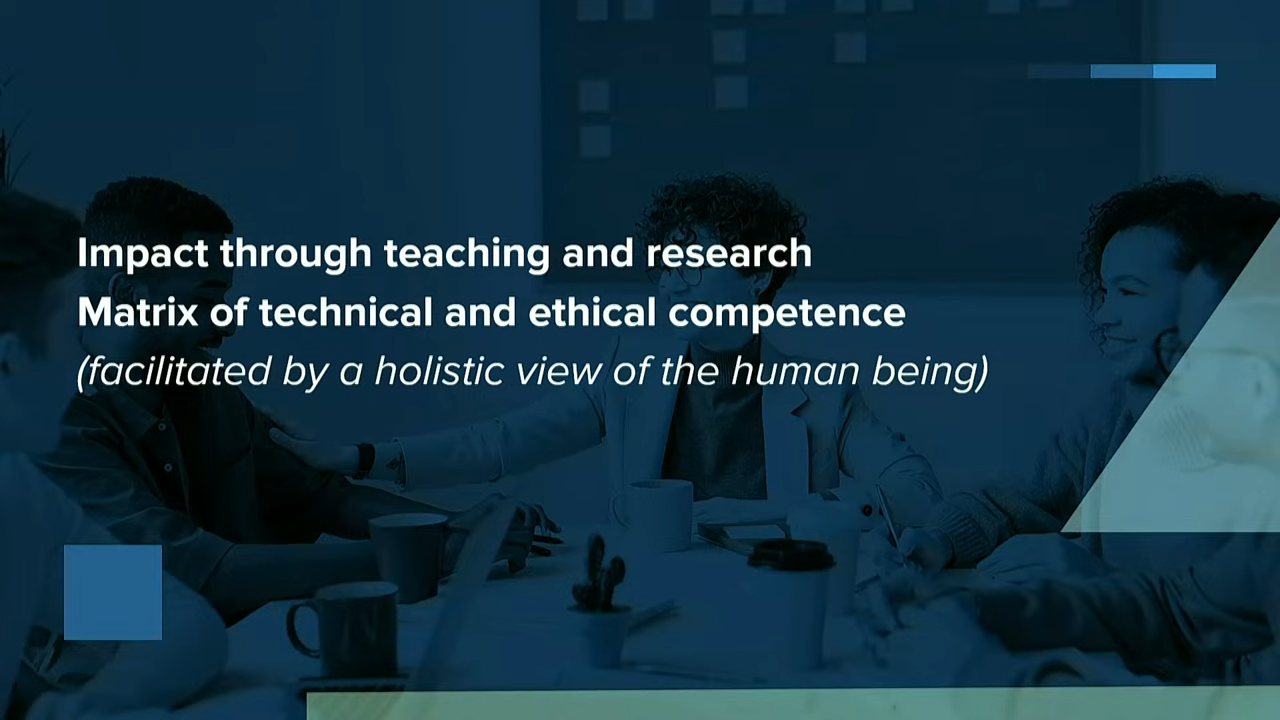 Impact through teaching and research
Matrix of technical and ethical competence
(facilitated by a holistic view of the human being)